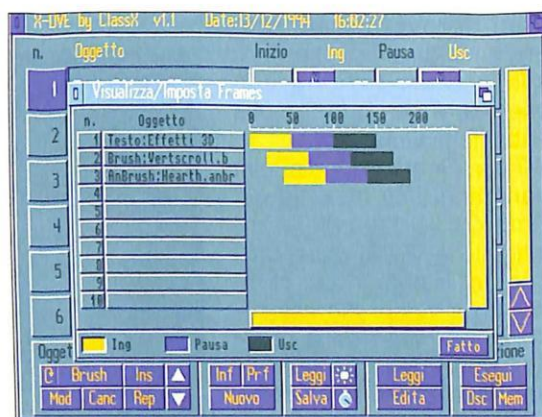 X-DVE by ClassX v1.1 Date:13/12/1994 16:02:27
n. Oggetto Inizio Ing Pausa Usc
1
Visualizza/Imposta Frames
n. Oggetto 0 50 100 150 200
1 Testo:Effetti 3D
2 Brush:Vertscroll.b
3 AnBrush:Hearth.anbr
4
5
6
7
8
9
10
2
3
4
5
6
Ing Pausa Usc Fatto
Brush Ins Inf Prf Leggi Leggi Esegui
Mod Canc Rep Nuovo Salva Edita Dsc Mem